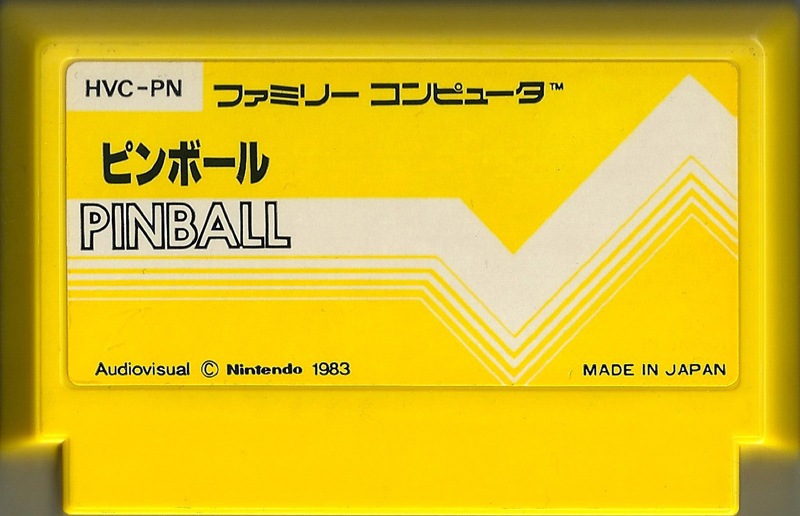 HVC-PN
ファミリー コンピュータ™
ピンボール
PINBALL
Audiovisual © Nintendo 1983
MADE IN JAPAN